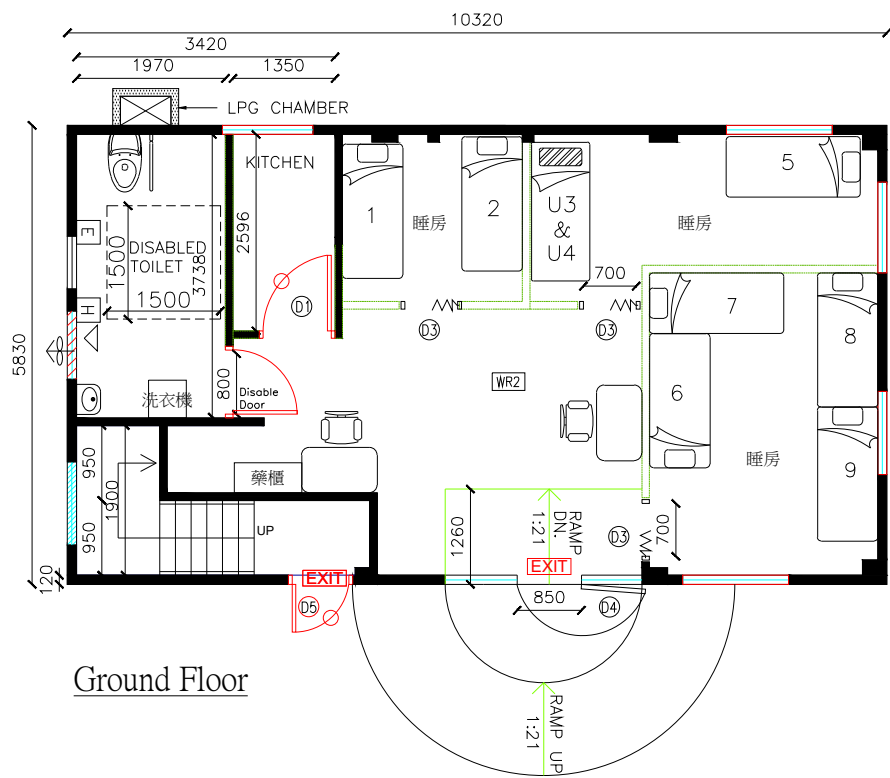 10320
3420
1970
1350
LPG CHAMBER
KITCHEN
5
1
睡房
2
U3
&
U4
睡房
E
2596
1500
DISABLED
TOILET
3738
1500
700
7
H
D1
D3
D3
8
5830
800
Disable
Door
WR2
6
洗衣機
睡房
9
950
1900
藥櫃
950
UP
1260
RAMP
DN.
1:21
D3
700
120
EXIT
EXIT
D5
850
D4
Ground Floor
RAMP UP
1:21